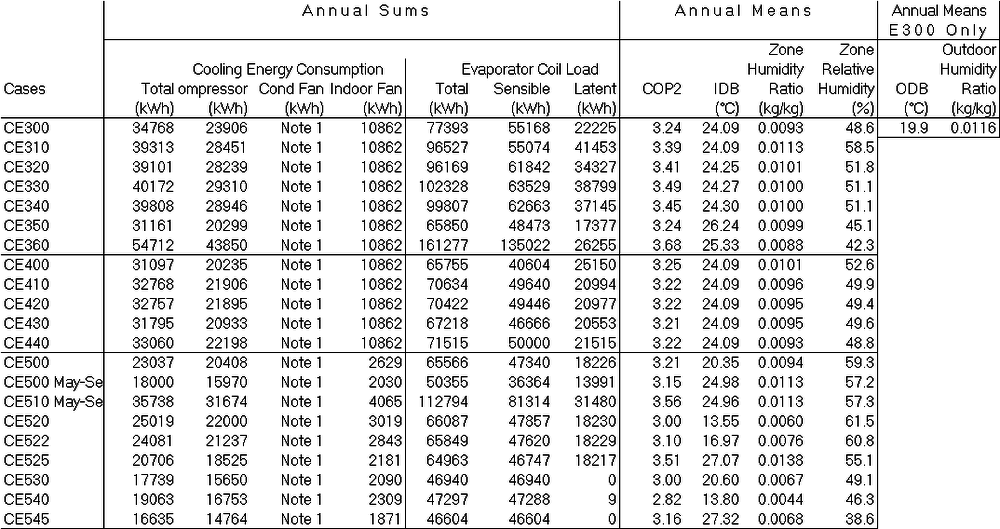 Annual Sums Annual Means Annual Means
E300 Only
Zone Zone Outdoor
Cooling Energy Consumption Evaporator Coil Load Humidity Relative Humidity
Cases Total ompressor Cond Fan Indoor Fan Total Sensible Latent COP2 IDB Ratio Humidity ODB Ratio
(kWh) (kWh) (kWh) (kWh) (kWh) (kWh) (kWh) (°C) (kg/kg) (%) (°C) (kg/kg)
CE300 34768 23906 Note 1 10862 77393 55168 22225 3.24 24.09 0.0093 48.6 19.9 0.0116
CE310 39313 28451 Note 1 10862 96527 55074 41453 3.39 24.09 0.0113 58.5
CE320 39101 28239 Note 1 10862 96169 61842 34327 3.41 24.25 0.0101 51.8
CE330 40172 29310 Note 1 10862 102328 63529 38799 3.49 24.27 0.0100 51.1
CE340 39808 28946 Note 1 10862 99807 62663 37145 3.45 24.30 0.0100 51.1
CE350 31161 20299 Note 1 10862 65850 48473 17377 3.24 26.24 0.0099 45.1
CE360 54712 43850 Note 1 10862 161277 135022 26255 3.68 25.33 0.0088 42.3
CE400 31097 20235 Note 1 10862 65755 40604 25150 3.25 24.09 0.0101 52.6
CE410 32768 21906 Note 1 10862 70634 49640 20994 3.22 24.09 0.0096 49.9
CE420 32757 21895 Note 1 10862 70422 49446 20977 3.22 24.09 0.0095 49.4
CE430 31795 20933 Note 1 10862 67218 46666 20553 3.21 24.09 0.0095 49.6
CE440 33060 22198 Note 1 10862 71515 50000 21515 3.22 24.09 0.0093 48.8
CE500 23037 20408 Note 1 2629 65566 47340 18226 3.21 20.35 0.0094 59.3
CE500 May-Se 18000 15970 Note 1 2030 50355 36364 13991 3.15 24.98 0.0113 57.2
CE510 May-Se 35738 31674 Note 1 4065 112794 81314 31480 3.56 24.96 0.0113 57.3
CE520 25019 22000 Note 1 3019 66087 47857 18230 3.00 13.55 0.0060 61.5
CE522 24081 21237 Note 1 2843 65849 47620 18229 3.10 16.97 0.0076 60.8
CE525 20706 18525 Note 1 2181 64963 46747 18217 3.51 27.07 0.0138 55.1
CE530 17739 15650 Note 1 2090 46940 46940 0 3.00 20.60 0.0067 49.1
CE540 19063 16753 Note 1 2309 47297 47288 9 2.82 13.80 0.0044 46.3
CE545 16635 14764 Note 1 1871 46604 46604 0 3.16 27.32 0.0068 38.6